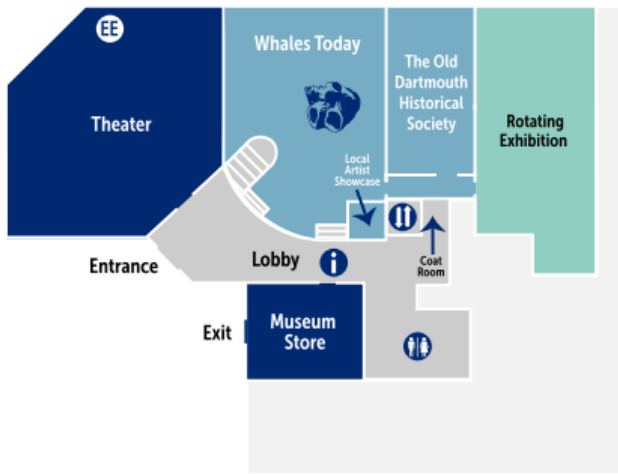 EE
Whales Today
The Old
Dartmouth
Historical
Society
Theater
Rotating
Exhibition
Local
Artist
Showcase
Entrance
Lobby
i
Coat
Room
Exit
Museum
Store